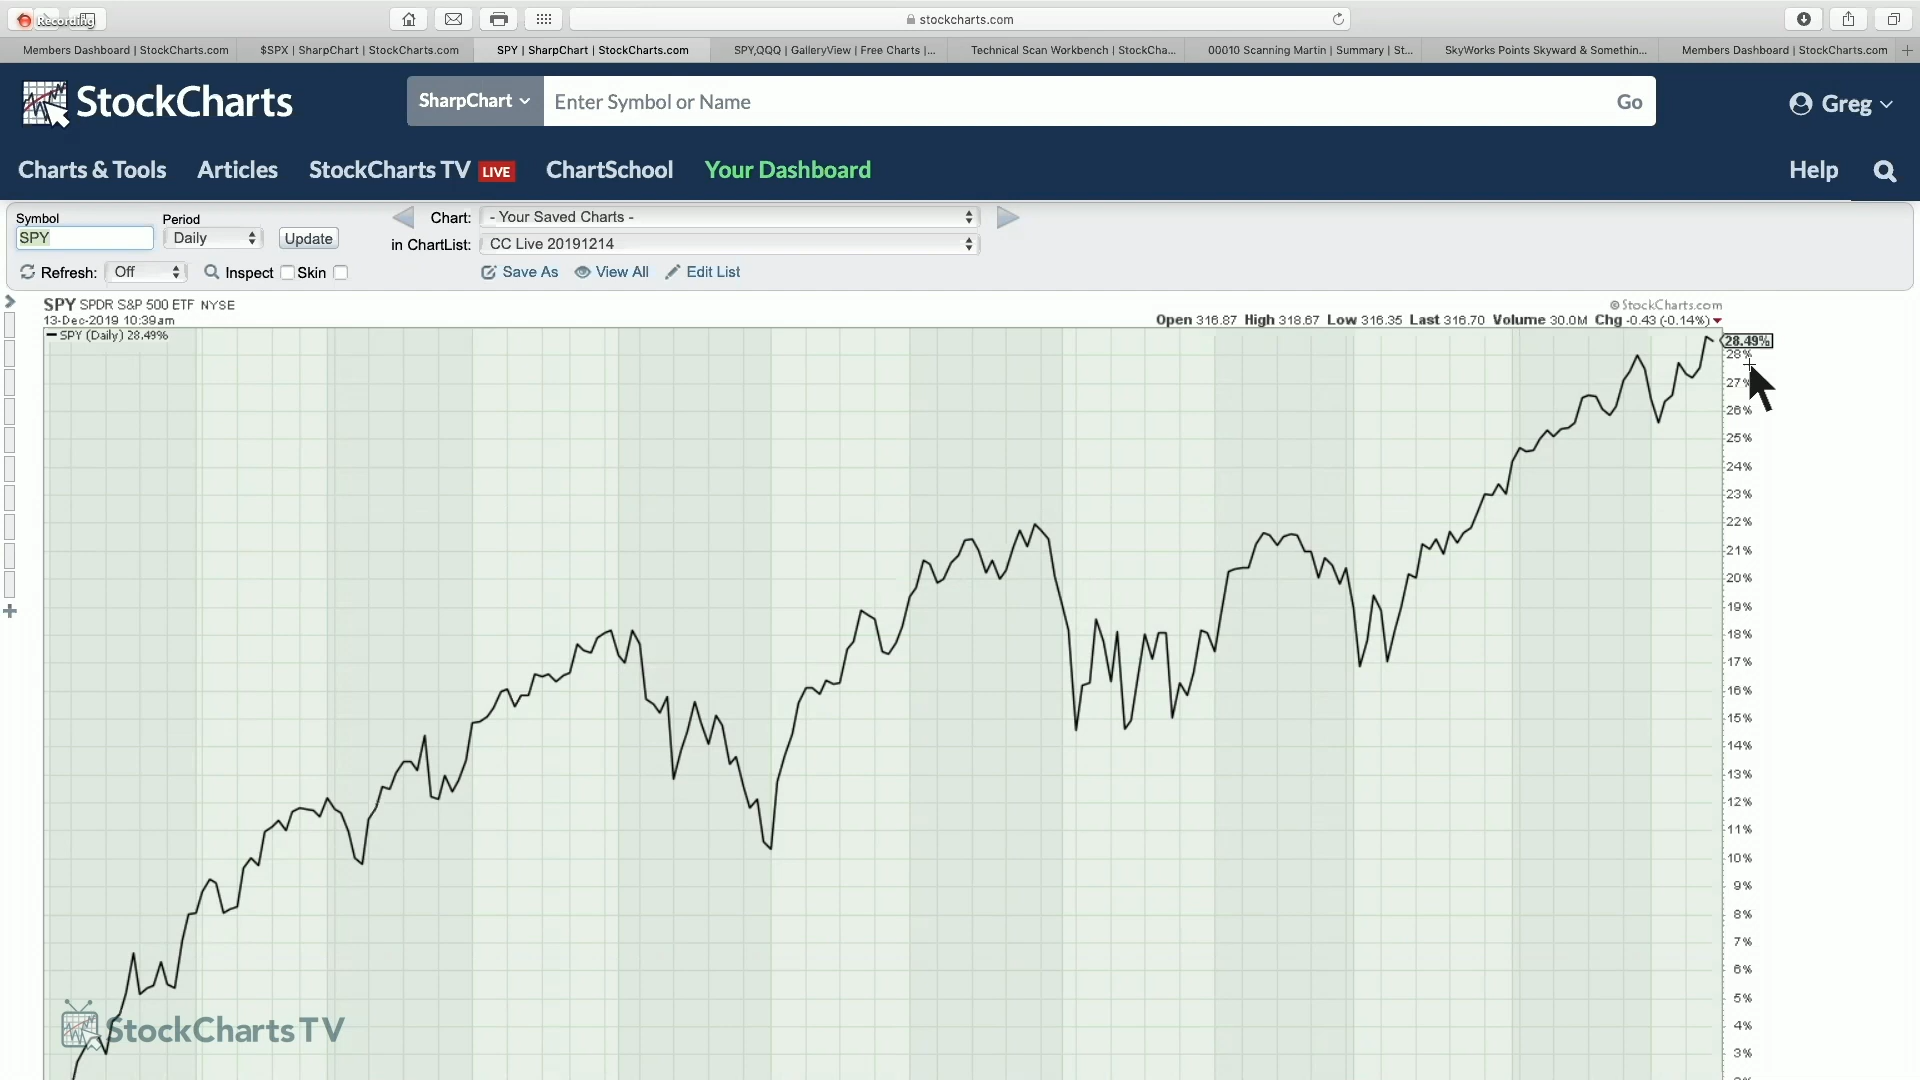 Recording
stockcharts.com
Members Dashboard | StockCharts.com
$SPX | SharpChart | StockCharts.com
SPY | SharpChart | StockCharts.com
SPY,QQQ | GalleryView | Free Charts |...
Technical Scan Workbench | StockCha...
00010 Scanning Martin | Summary | St...
SkyWorks Points Skyward & Somethin...
Members Dashboard | StockCharts.com
StockCharts
SharpChart
Enter Symbol or Name
Go
Greg
Charts & Tools
Articles
StockCharts TV LIVE
ChartSchool
Your Dashboard
Help
Symbol
Period
Chart:
- Your Saved Charts -
SPY
Daily
Update
in ChartList:
CC Live 20191214
Refresh:
Off
Inspect
Skin
Save As
View All
Edit List
SPY SPDR S&P 500 ETF NYSE
© StockCharts.com
13-Dec-2019 10:39am
Open 316.87 High 318.67 Low 316.35 Last 316.70 Volume 30.0M Chg -0.43 (-0.14%)
SPY (Daily) 28.49%
28.49%
28%
27%
26%
25%
24%
23%
22%
21%
20%
19%
18%
17%
16%
15%
14%
13%
12%
11%
10%
9%
8%
7%
6%
5%
4%
3%
StockCharts TV